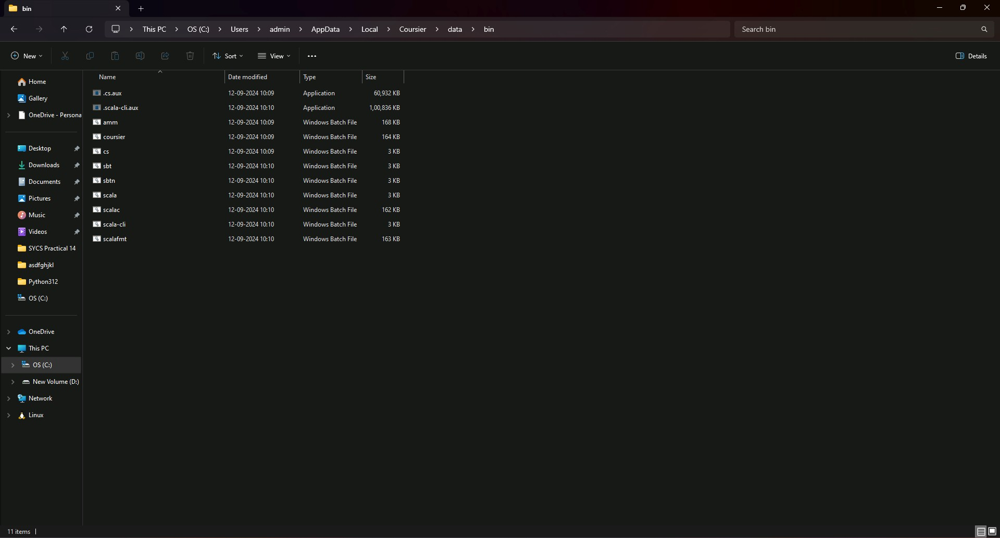 bin
This PC > OS (C:) > Users > admin > AppData > Local > Coursier > data > bin
Search bin
New
Sort
View
Details
Name Date modified Type Size
.cs.aux 12-09-2024 10:09 Application 60,932 KB
.scala-cli.aux 12-09-2024 10:10 Application 1,00,836 KB
amm 12-09-2024 10:09 Windows Batch File 168 KB
coursier 12-09-2024 10:09 Windows Batch File 164 KB
cs 12-09-2024 10:09 Windows Batch File 3 KB
sbt 12-09-2024 10:10 Windows Batch File 3 KB
sbtn 12-09-2024 10:10 Windows Batch File 3 KB
scala 12-09-2024 10:10 Windows Batch File 3 KB
scalac 12-09-2024 10:10 Windows Batch File 162 KB
scala-cli 12-09-2024 10:10 Windows Batch File 3 KB
scalafmt 12-09-2024 10:10 Windows Batch File 163 KB
Home
Gallery
OneDrive - Persona
Desktop
Downloads
Documents
Pictures
Music
Videos
SYCS Practical 14
asdfghjkl
Python312
OS (C:)
OneDrive
This PC
OS (C:)
New Volume (D:)
Network
Linux
11 items